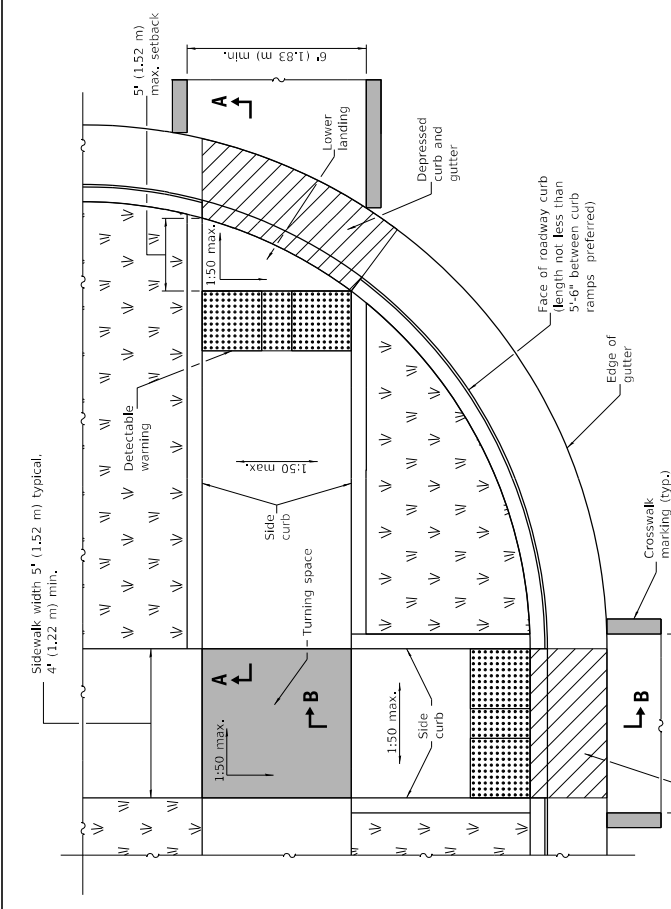 Sidewalk width 5' (1.52 m) typical.
4' (1.22 m) min.
5' (1.52 m)
max. setback
6' (1.83 m) min.
A
Lower
landing
1:50 max.
Depressed
curb and
gutter
Detectable
warning
1:50 max.
Side
curb
Face of roadway curb
(length not less than
5'-6" between curb
ramps preferred)
Edge of
gutter
Turning space
A
B
1:50 max.
1:50 max.
Side
curb
B
Crosswalk
marking (typ.)